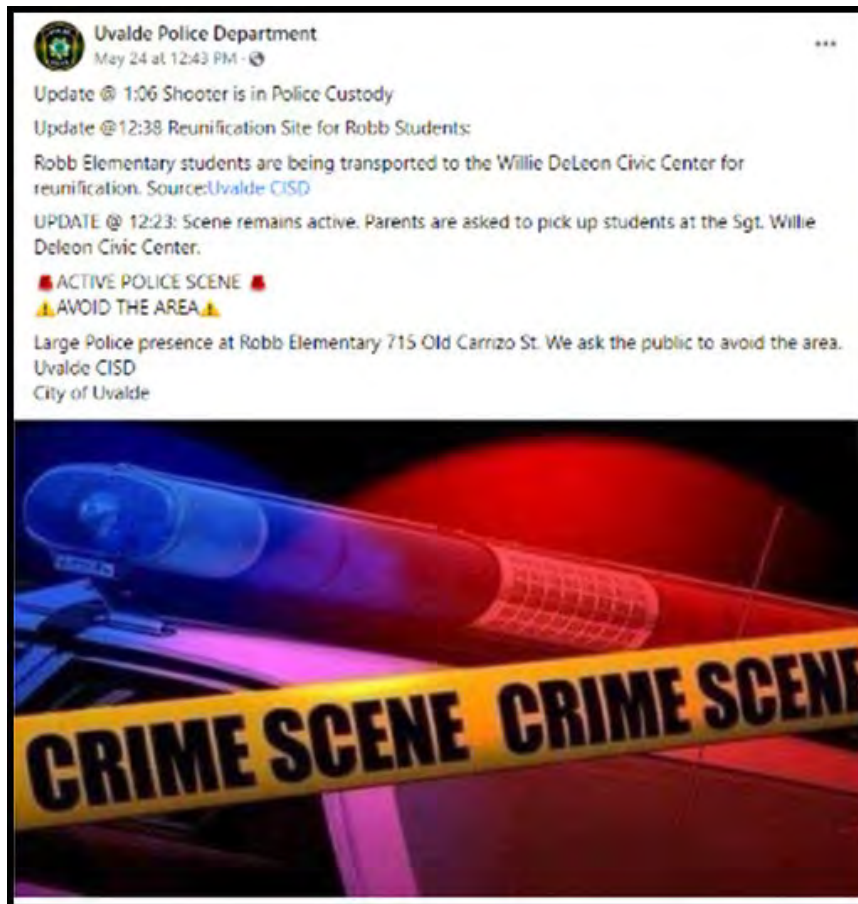 Uvalde Police Department
May 24 at 12:43 PM ·
Update @ 1:06 Shooter is in Police Custody
Update @12:38 Reunification Site for Robb Students:
Robb Elementary students are being transported to the Willie DeLeon Civic Center for
reunification. Source:Uvalde CISD
UPDATE @ 12:23: Scene remains active. Parents are asked to pick up students at the Sgt. Willie
Deleon Civic Center.
🚨ACTIVE POLICE SCENE 🚨
⚠️AVOID THE AREA⚠️
Large Police presence at Robb Elementary 715 Old Carrizo St. We ask the public to avoid the area.
Uvalde CISD
City of Uvalde
CRIME SCENE CRIME SCENE